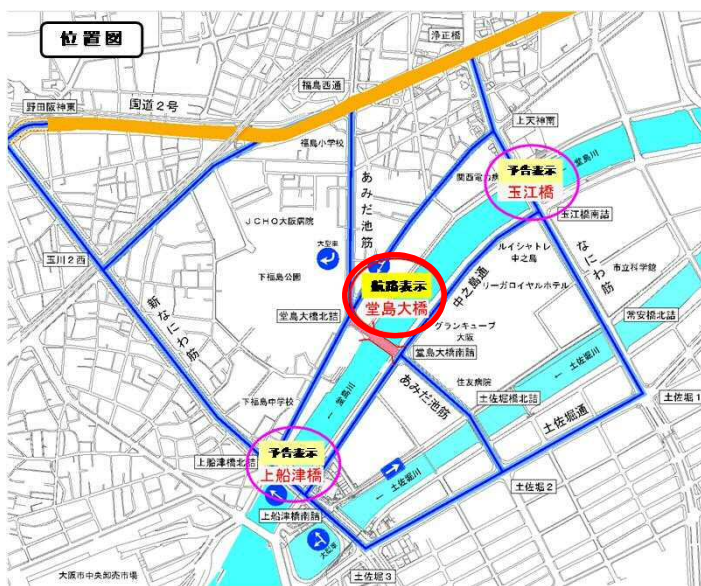 位置図
浄正橋
福島西通
野田阪神東
国道２号
上天神南
福島小学校
堂島川
予告表示
玉江橋
関西電力病
玉江橋南詰
あみだ池筋
ＪＣＨＯ大阪病院
大型車
ルイシャトレ
中之島
なにわ筋
市立科学館
玉川２西
下福島公園
中之島通
リーガロイヤルホテル
航路表示
堂島大橋
新なにわ筋
堂島大橋北詰
グランキューブ
大阪
常安橋北詰
堂島大橋南詰
←土佐堀川
あみだ池筋
住友病院
土佐堀橋北詰
下福島中学校
←堂島川
土佐堀通
土佐堀１
予告表示
上船津橋
上船津橋北詰
←土佐堀川
土佐堀２
上船津橋南詰
大阪市中央卸売市場
土佐堀３